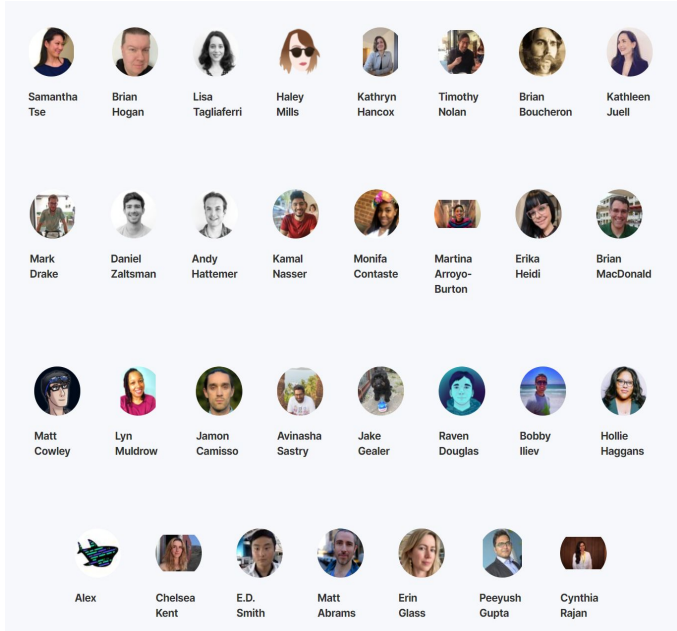 Samantha Tse
Brian Hogan
Lisa Tagliaferri
Haley Mills
Kathryn Hancox
Timothy Nolan
Brian Boucheron
Kathleen Juell
Mark Drake
Daniel Zaltsman
Andy Hattemer
Kamal Nasser
Monifa Contaste
Martina Arroyo-Burton
Erika Heidi
Brian MacDonald
Matt Cowley
Lyn Muldrow
Jamon Camisso
Avinasha Sastry
Jake Gealer
Raven Douglas
Bobby Iliev
Hollie Haggans
Alex
Chelsea Kent
E.D. Smith
Matt Abrams
Erin Glass
Peeyush Gupta
Cynthia Rajan